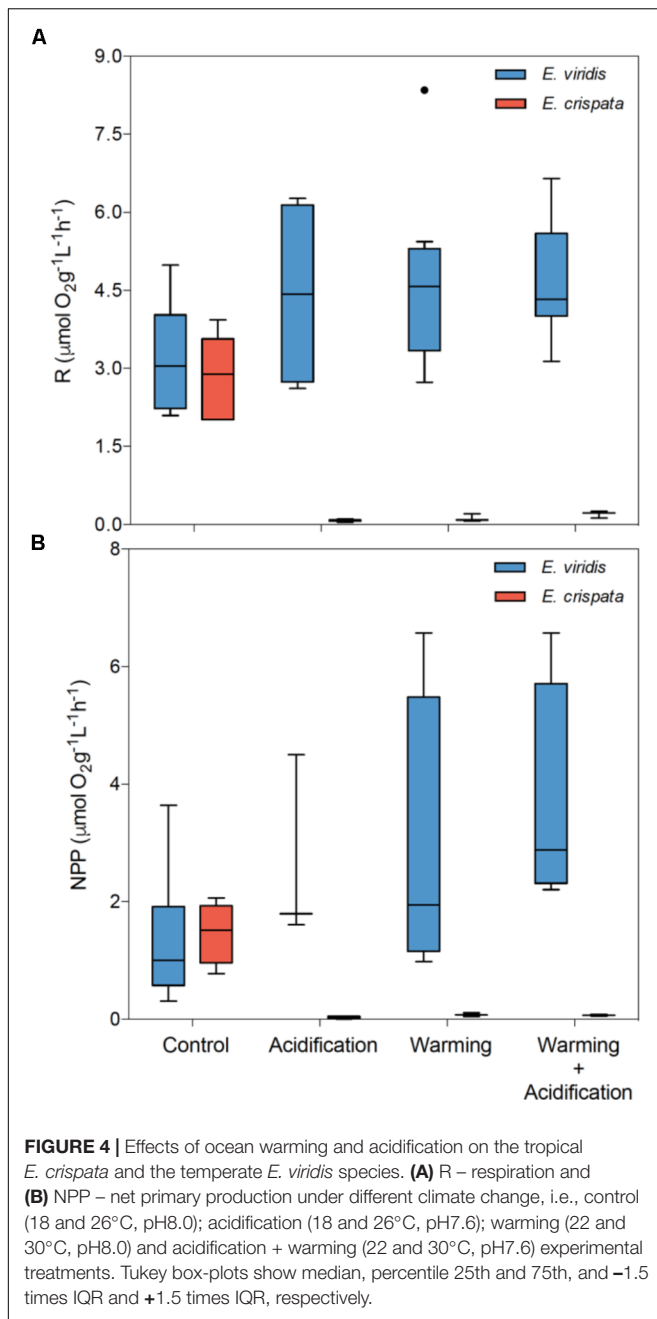 A
9.0
7.5
6.0
4.5
3.0
1.5
0.0
R (μmol O₂g⁻¹L⁻¹h⁻¹)
E. viridis
E. crispata
B
8
6
4
2
0
NPP (μmol O₂g⁻¹L⁻¹h⁻¹)
E. viridis
E. crispata
Control
Acidification
Warming
Warming
+
Acidification
FIGURE 4 | Effects of ocean warming and acidification on the tropical
E. crispata and the temperate E. viridis species. (A) R – respiration and
(B) NPP – net primary production under different climate change, i.e., control
(18 and 26°C, pH8.0); acidification (18 and 26°C, pH7.6); warming (22 and
30°C, pH8.0) and acidification + warming (22 and 30°C, pH7.6) experimental
treatments. Tukey box-plots show median, percentile 25th and 75th, and –1.5
times IQR and +1.5 times IQR, respectively.